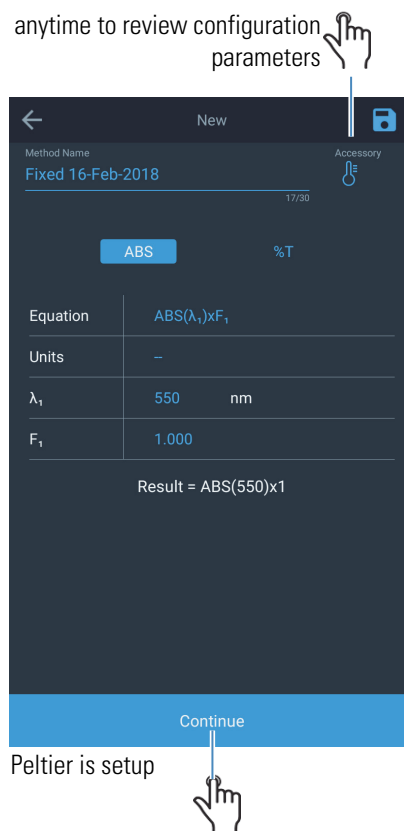 anytime to review configuration
parameters
New
Method Name
Accessory
Fixed 16-Feb-2018
17/30
ABS %T
Equation ABS(λ₁)xF₁
Units --
λ₁ 550 nm
F₁ 1.000
Result = ABS(550)x1
Continue
Peltier is setup